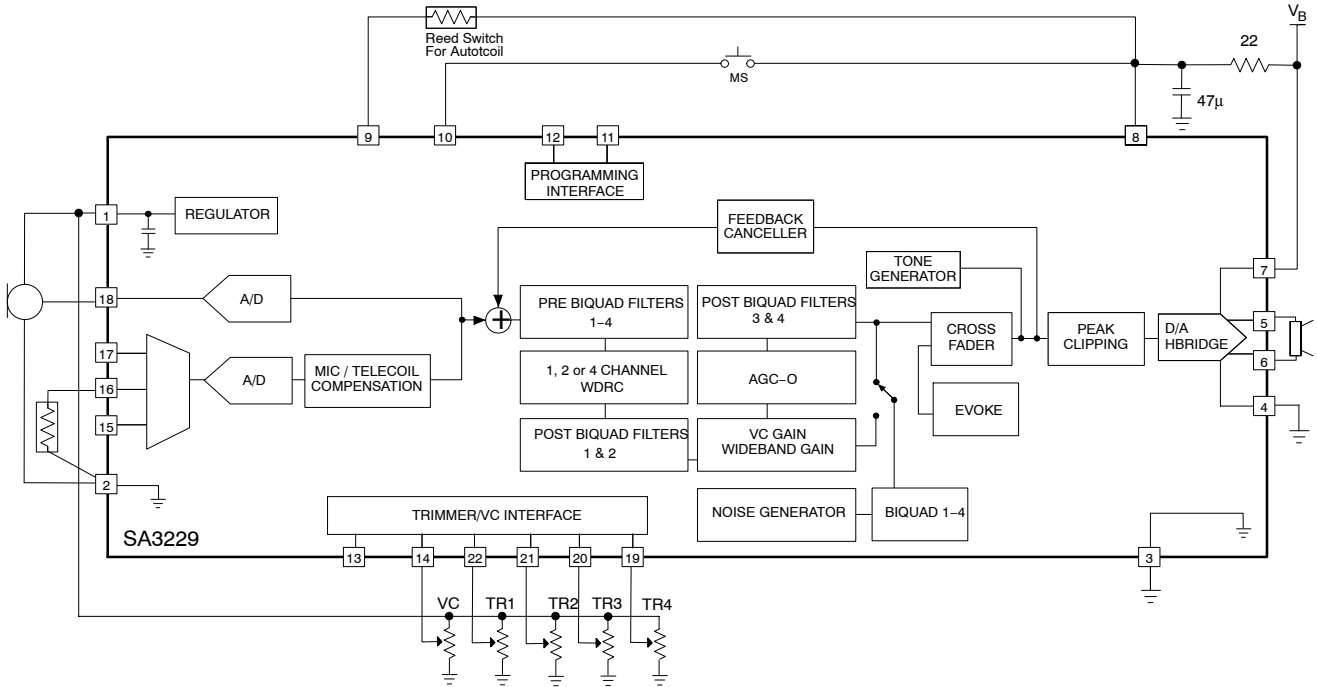 VB
22
Reed Switch
For Autotcoil
MS
47μ
9
10
12
11
8
PROGRAMMING
INTERFACE
1
REGULATOR
FEEDBACK
CANCELLER
TONE
GENERATOR
7
18
A/D
PRE BIQUAD FILTERS
1–4
POST BIQUAD FILTERS
3 & 4
CROSS
FADER
PEAK
CLIPPING
D/A
HBRIDGE
5
6
17
16
15
A/D
MIC / TELECOIL
COMPENSATION
1, 2 or 4 CHANNEL
WDRC
AGC–O
EVOKE
4
POST BIQUAD FILTERS
1 & 2
VC GAIN
WIDEBAND GAIN
2
NOISE GENERATOR
BIQUAD 1–4
TRIMMER/VC INTERFACE
SA3229
13
14
22
21
20
19
3
VC
TR1
TR2
TR3
TR4